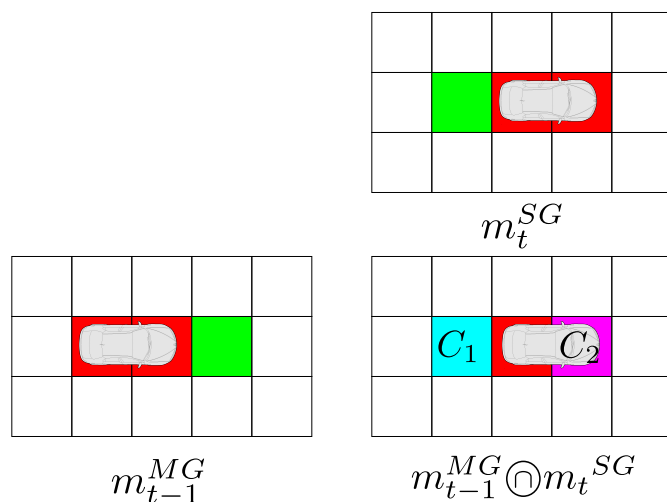 m_t^{SG}
C_1 C_2
m_{t-1}^{MG}
m_{t-1}^{MG} ⋒ m_t^{SG}